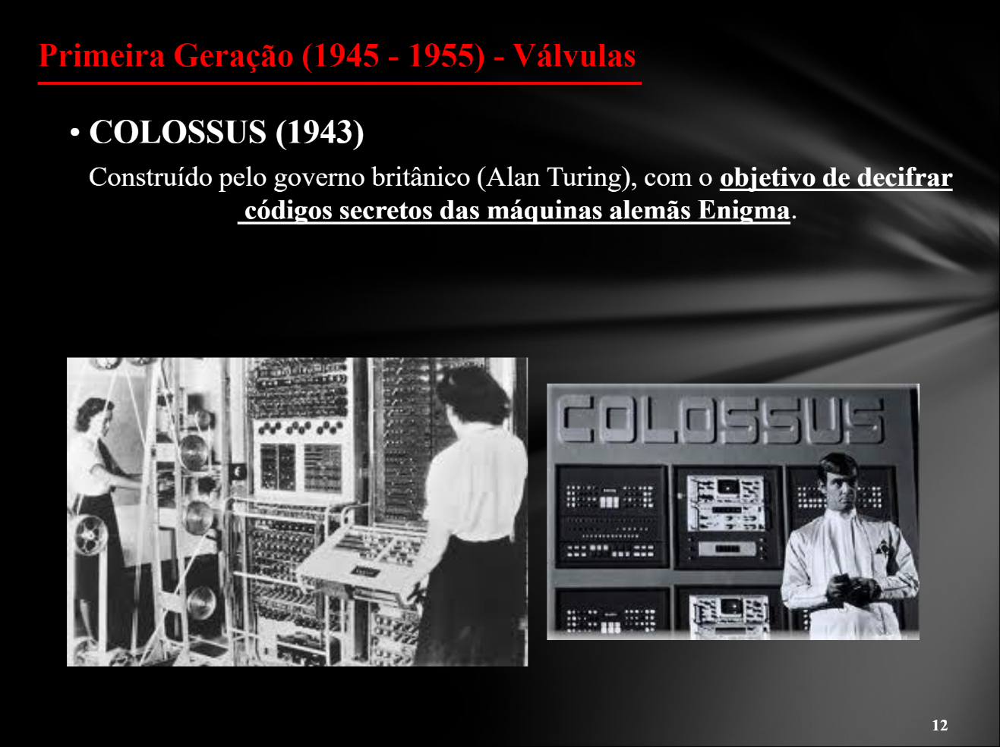 Primeira Geração (1945 - 1955) - Válvulas
• COLOSSUS (1943)
Construído pelo governo britânico (Alan Turing), com o objetivo de decifrar
códigos secretos das máquinas alemãs Enigma.
COLOSSUS
12